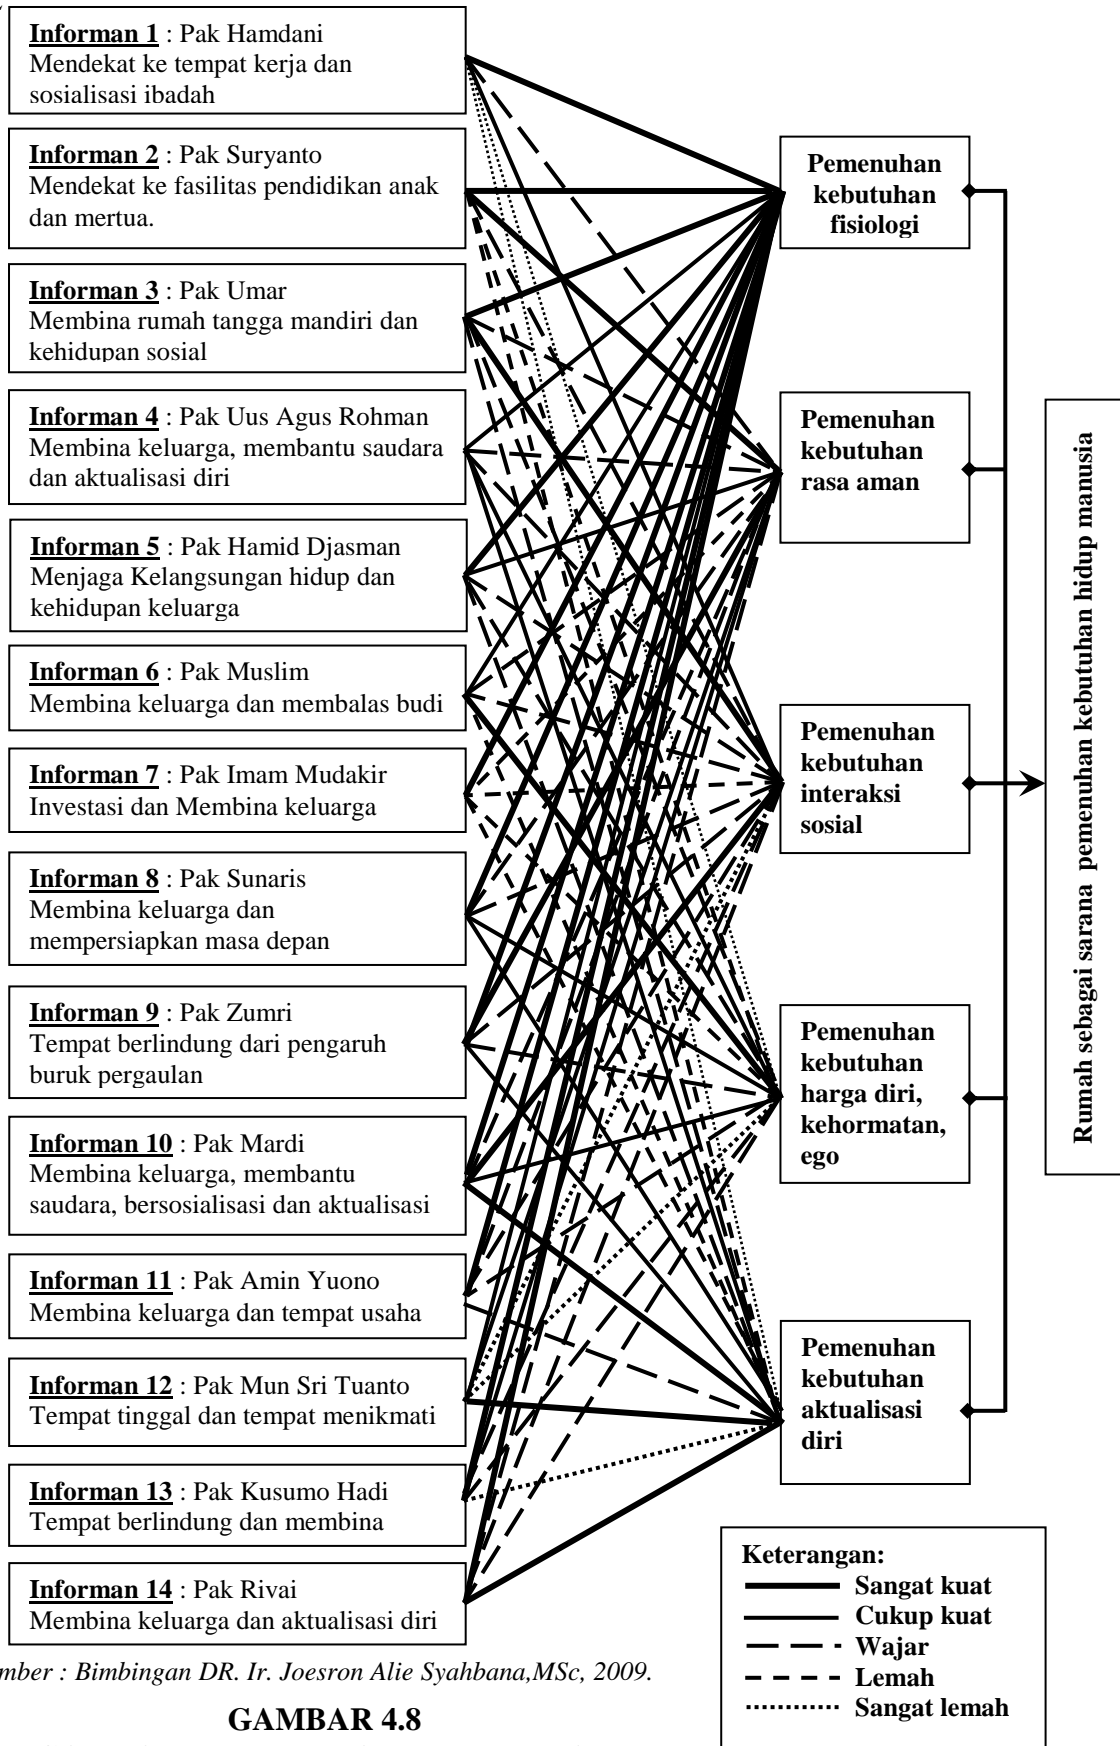 Informan 1 : Pak Hamdani
Mendekat ke tempat kerja dan
sosialisasi ibadah
Informan 2 : Pak Suryanto
Mendekat ke fasilitas pendidikan anak
dan mertua.
Informan 3 : Pak Umar
Membina rumah tangga mandiri dan
kehidupan sosial
Informan 4 : Pak Uus Agus Rohman
Membina keluarga, membantu saudara
dan aktualisasi diri
Informan 5 : Pak Hamid Djasman
Menjaga Kelangsungan hidup dan
kehidupan keluarga
Informan 6 : Pak Muslim
Membina keluarga dan membalas budi
Informan 7 : Pak Imam Mudakir
Investasi dan Membina keluarga
Informan 8 : Pak Sunaris
Membina keluarga dan
mempersiapkan masa depan
Informan 9 : Pak Zumri
Tempat berlindung dari pengaruh
buruk pergaulan
Informan 10 : Pak Mardi
Membina keluarga, membantu
saudara, bersosialisasi dan aktualisasi
Informan 11 : Pak Amin Yuono
Membina keluarga dan tempat usaha
Informan 12 : Pak Mun Sri Tuanto
Tempat tinggal dan tempat menikmati
Informan 13 : Pak Kusumo Hadi
Tempat berlindung dan membina
Informan 14 : Pak Rivai
Membina keluarga dan aktualisasi diri
Pemenuhan
kebutuhan
fisiologi
Pemenuhan
kebutuhan
rasa aman
Pemenuhan
kebutuhan
interaksi
sosial
Pemenuhan
kebutuhan
harga diri,
kehormatan,
ego
Pemenuhan
kebutuhan
aktualisasi
diri
Rumah sebagai sarana pemenuhan kebutuhan hidup manusia
Keterangan:
Sangat kuat
Cukup kuat
Wajar
Lemah
Sangat lemah
mber : Bimbingan DR. Ir. Joesron Alie Syahbana,MSc, 2009.
GAMBAR 4.8